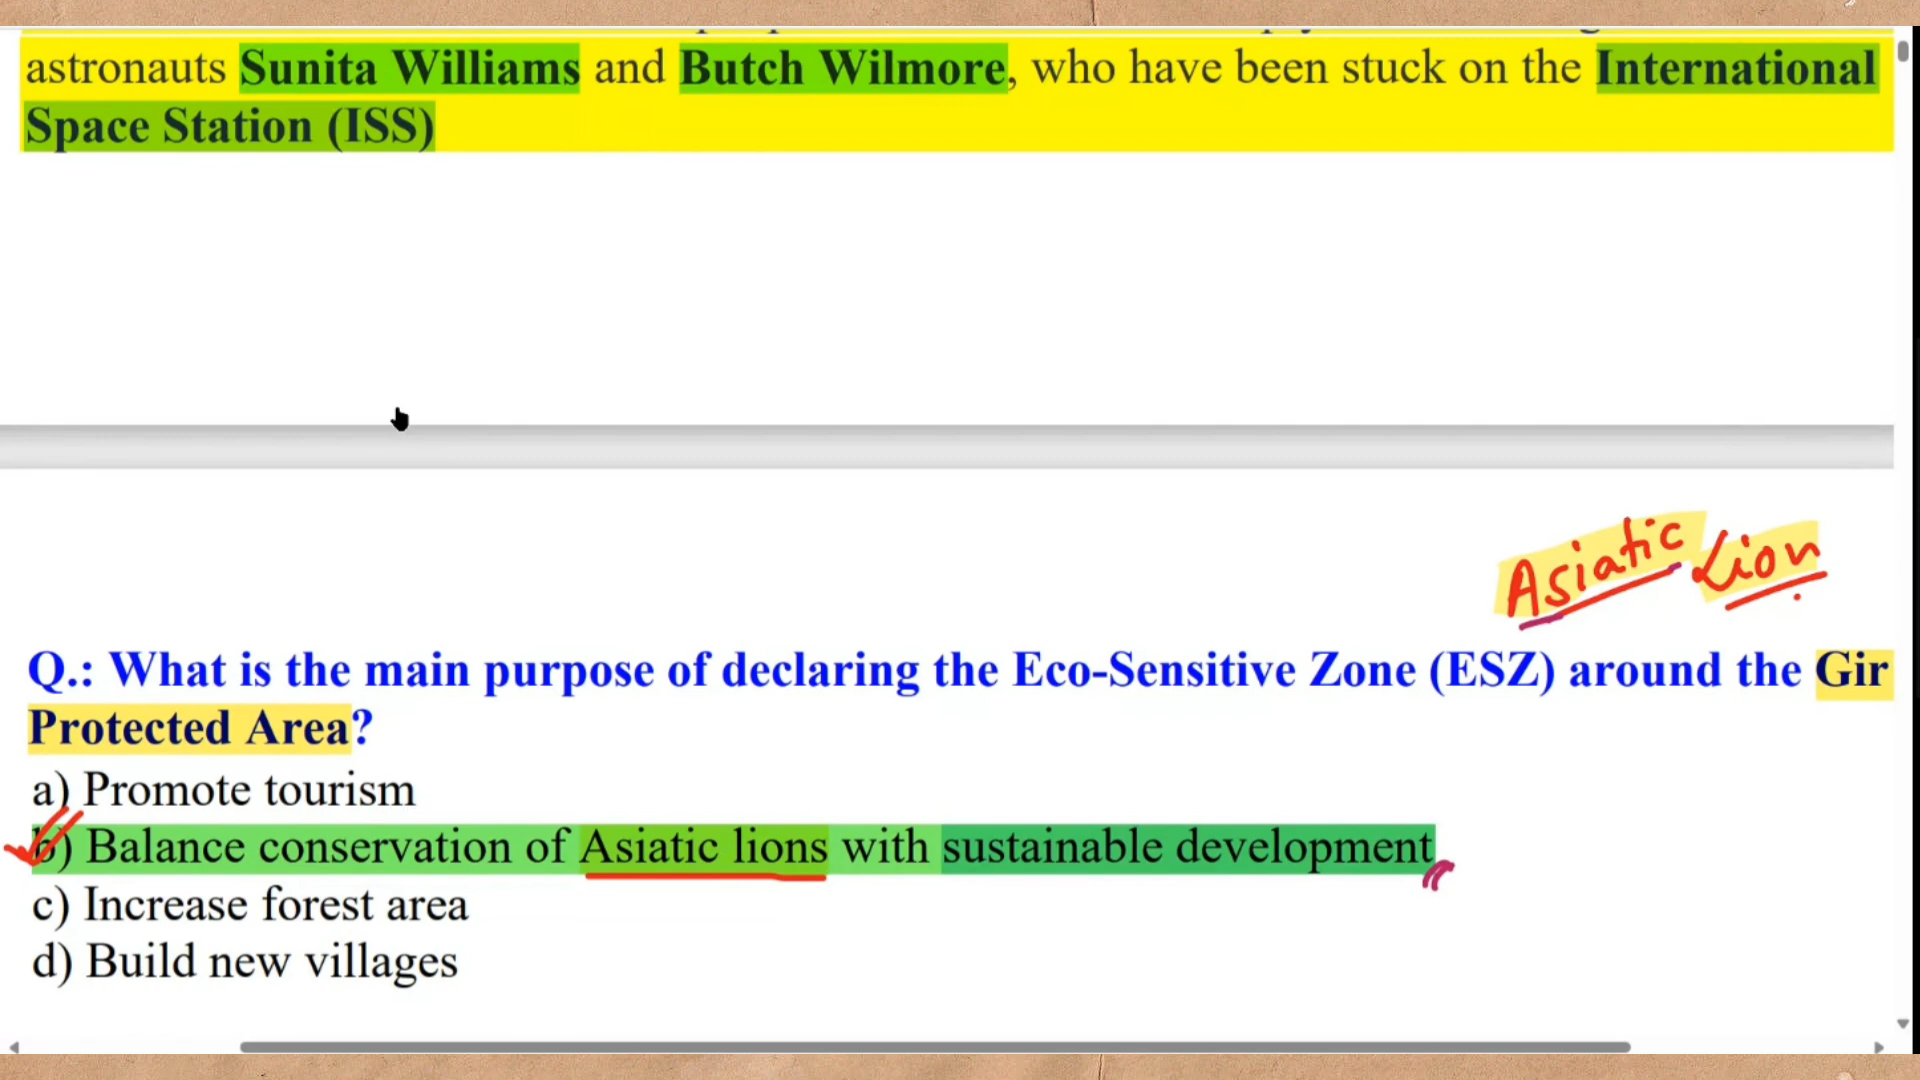 astronauts Sunita Williams and Butch Wilmore, who have been stuck on the International
Space Station (ISS)
Asiatic Lion
Q.: What is the main purpose of declaring the Eco-Sensitive Zone (ESZ) around the Gir
Protected Area?
a) Promote tourism
b) Balance conservation of Asiatic lions with sustainable development
c) Increase forest area
d) Build new villages